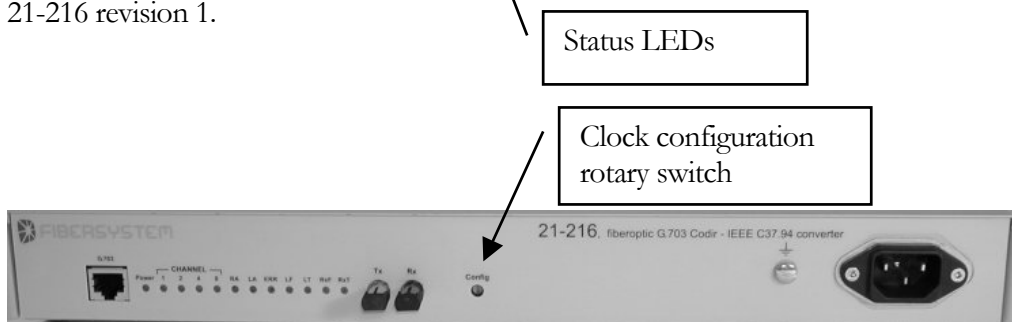 21-216 revision 1.
Status LEDs
Clock configuration
rotary switch
FIBERSYSTEM
21-216, fiberoptic G.703 Codir - IEEE C37.94 converter
G.703
CHANNEL
Power 1 2 4 8 RA LA ERR LF LT RxF RxT
Tx Rx
Config